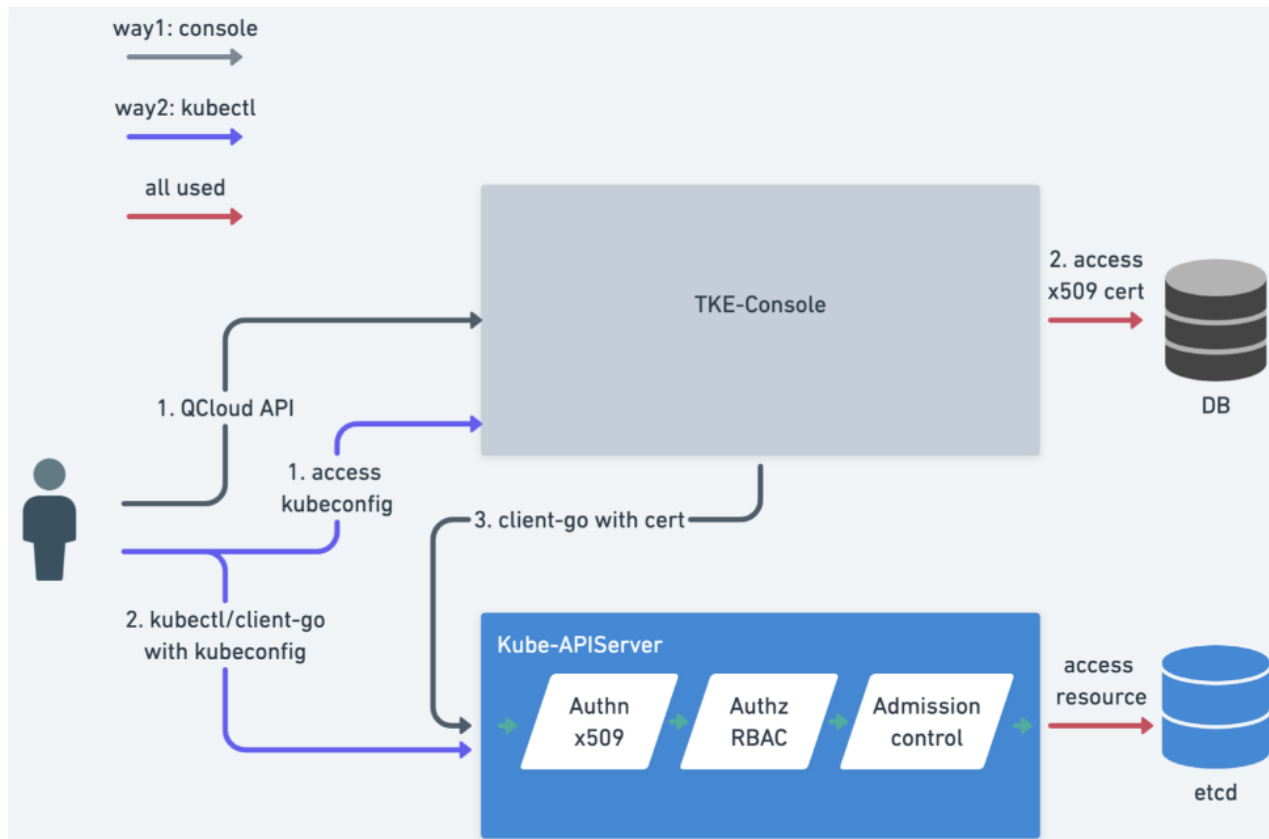 way1: console
way2: kubectl
all used
TKE-Console
2. access
x509 cert
DB
1. QCloud API
1. access
kubeconfig
3. client-go with cert
2. kubectl/client-go
with kubeconfig
Kube-APIServer
Authn
x509
Authz
RBAC
Admission
control
access
resource
etcd